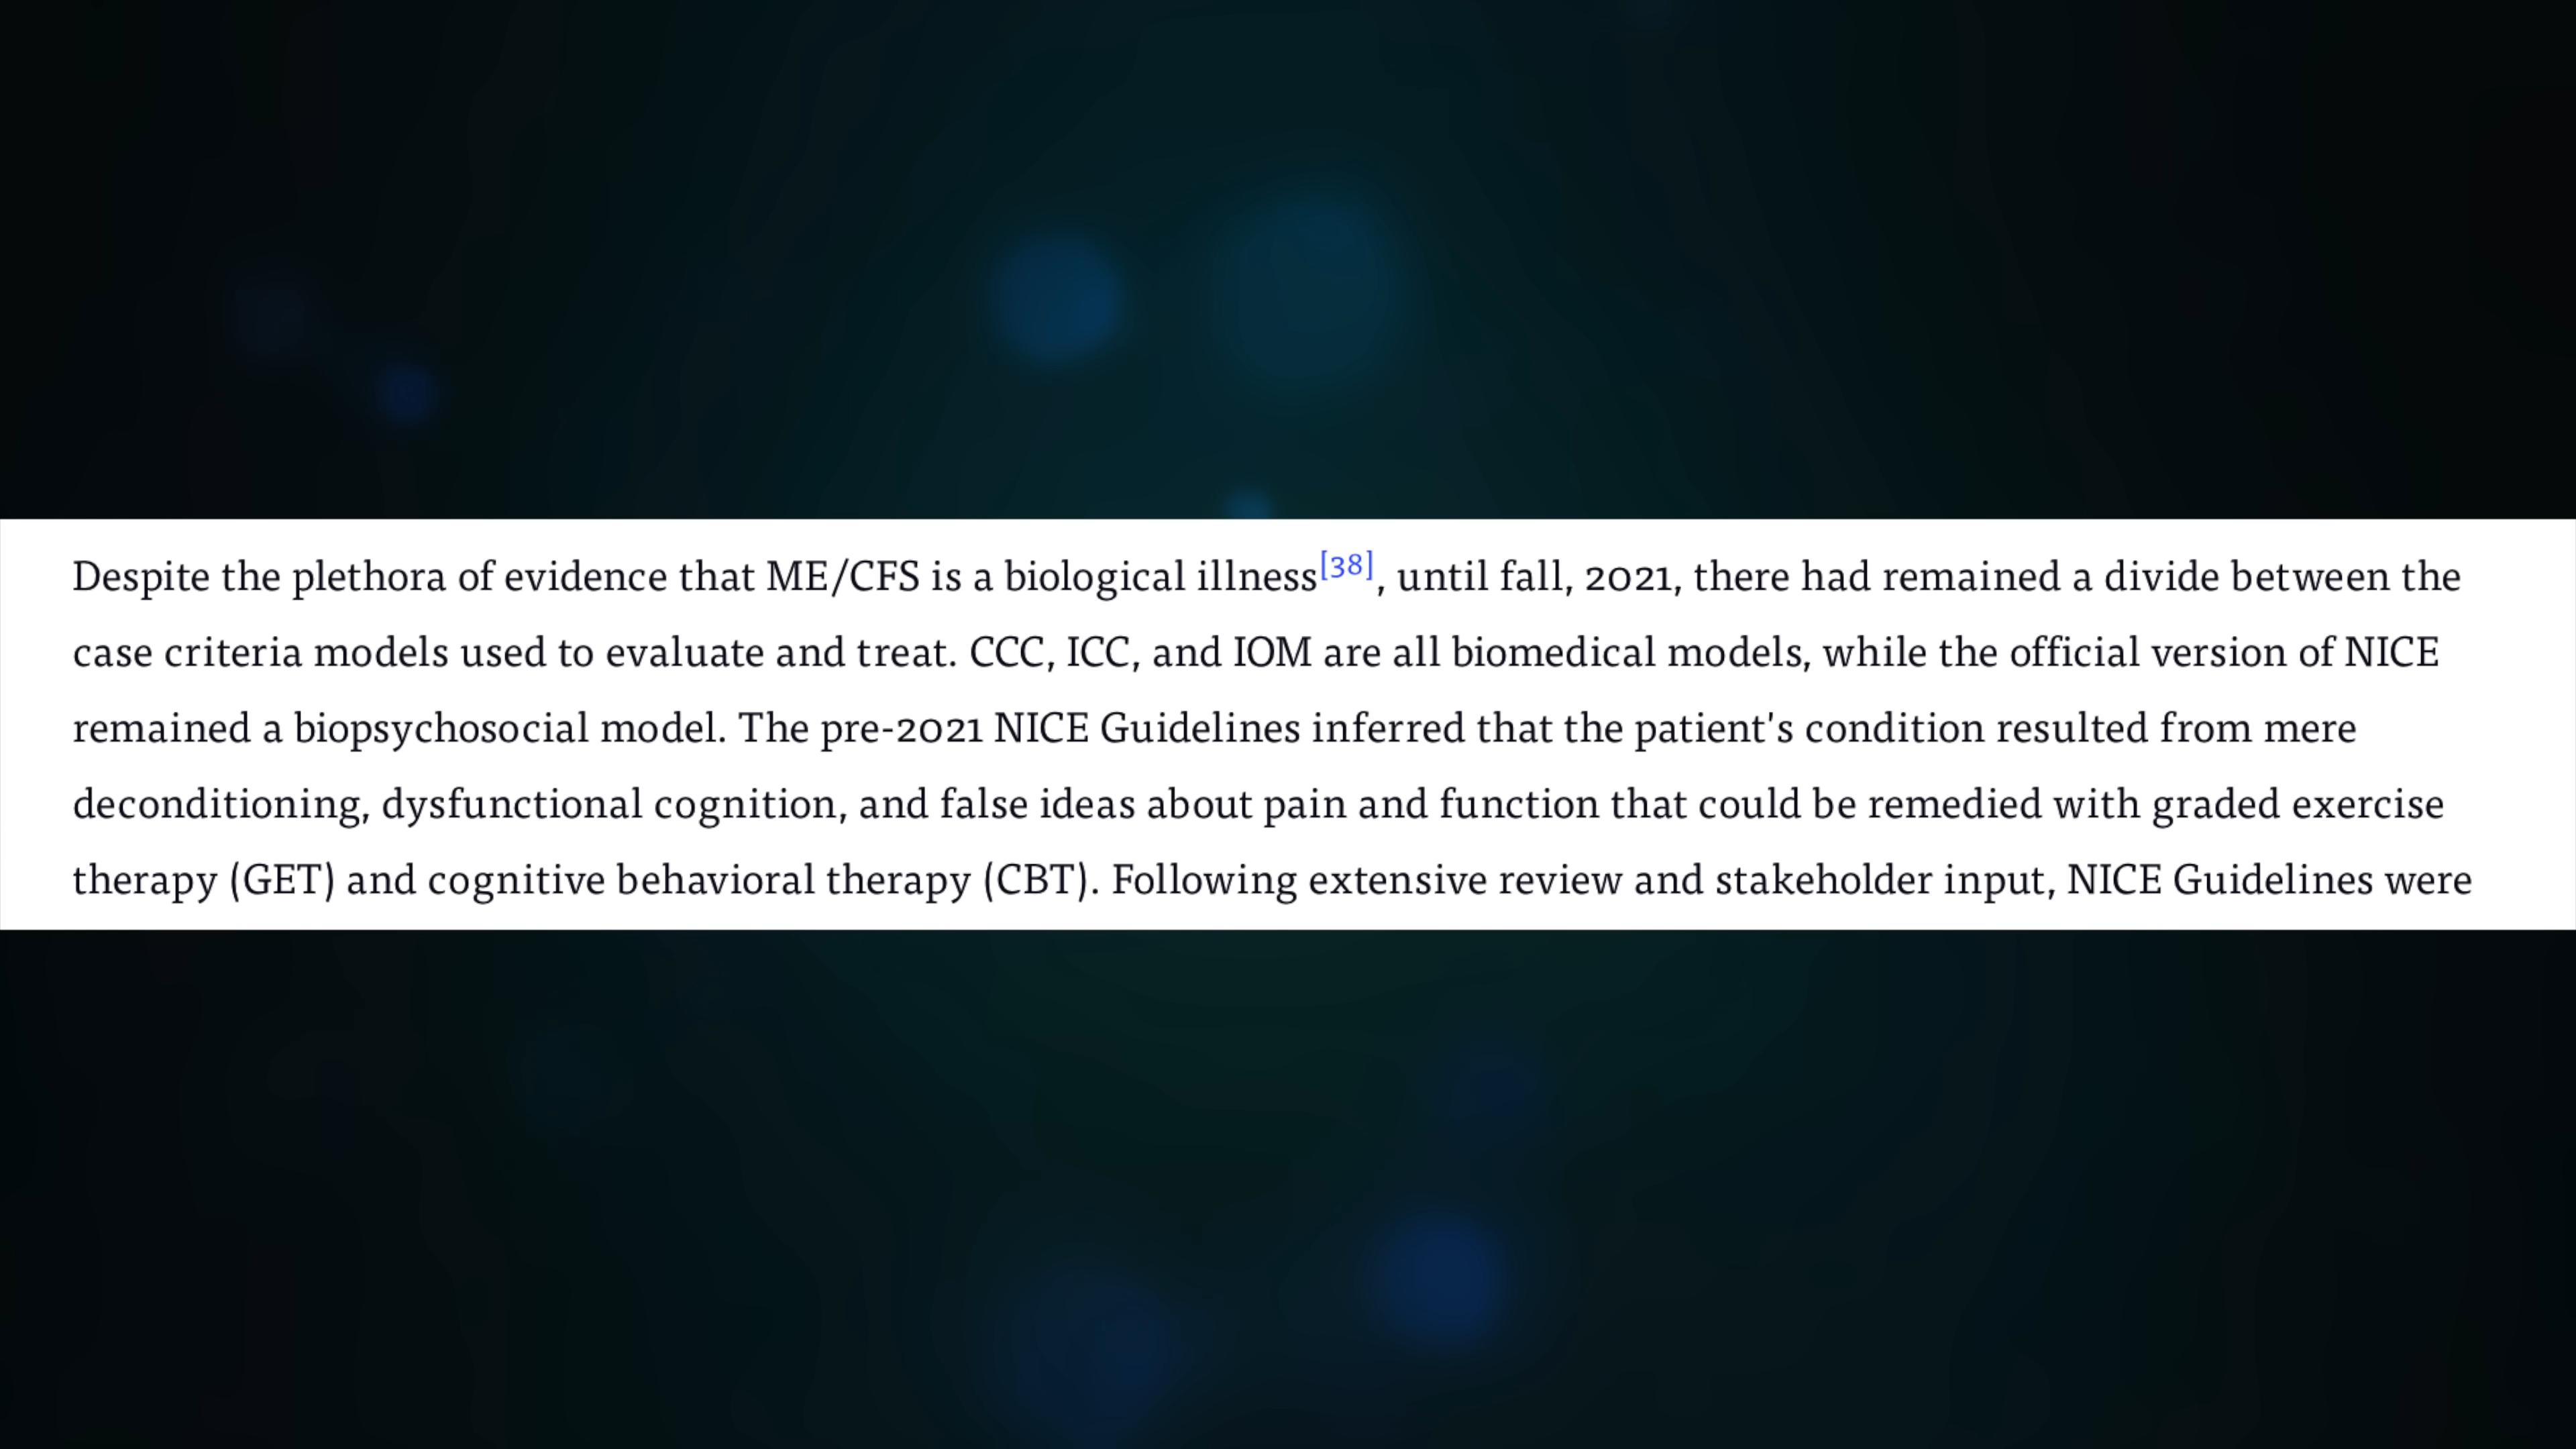 Despite the plethora of evidence that ME/CFS is a biological illness[38], until fall, 2021, there had remained a divide between the
case criteria models used to evaluate and treat. CCC, ICC, and IOM are all biomedical models, while the official version of NICE
remained a biopsychosocial model. The pre-2021 NICE Guidelines inferred that the patient's condition resulted from mere
deconditioning, dysfunctional cognition, and false ideas about pain and function that could be remedied with graded exercise
therapy (GET) and cognitive behavioral therapy (CBT). Following extensive review and stakeholder input, NICE Guidelines were